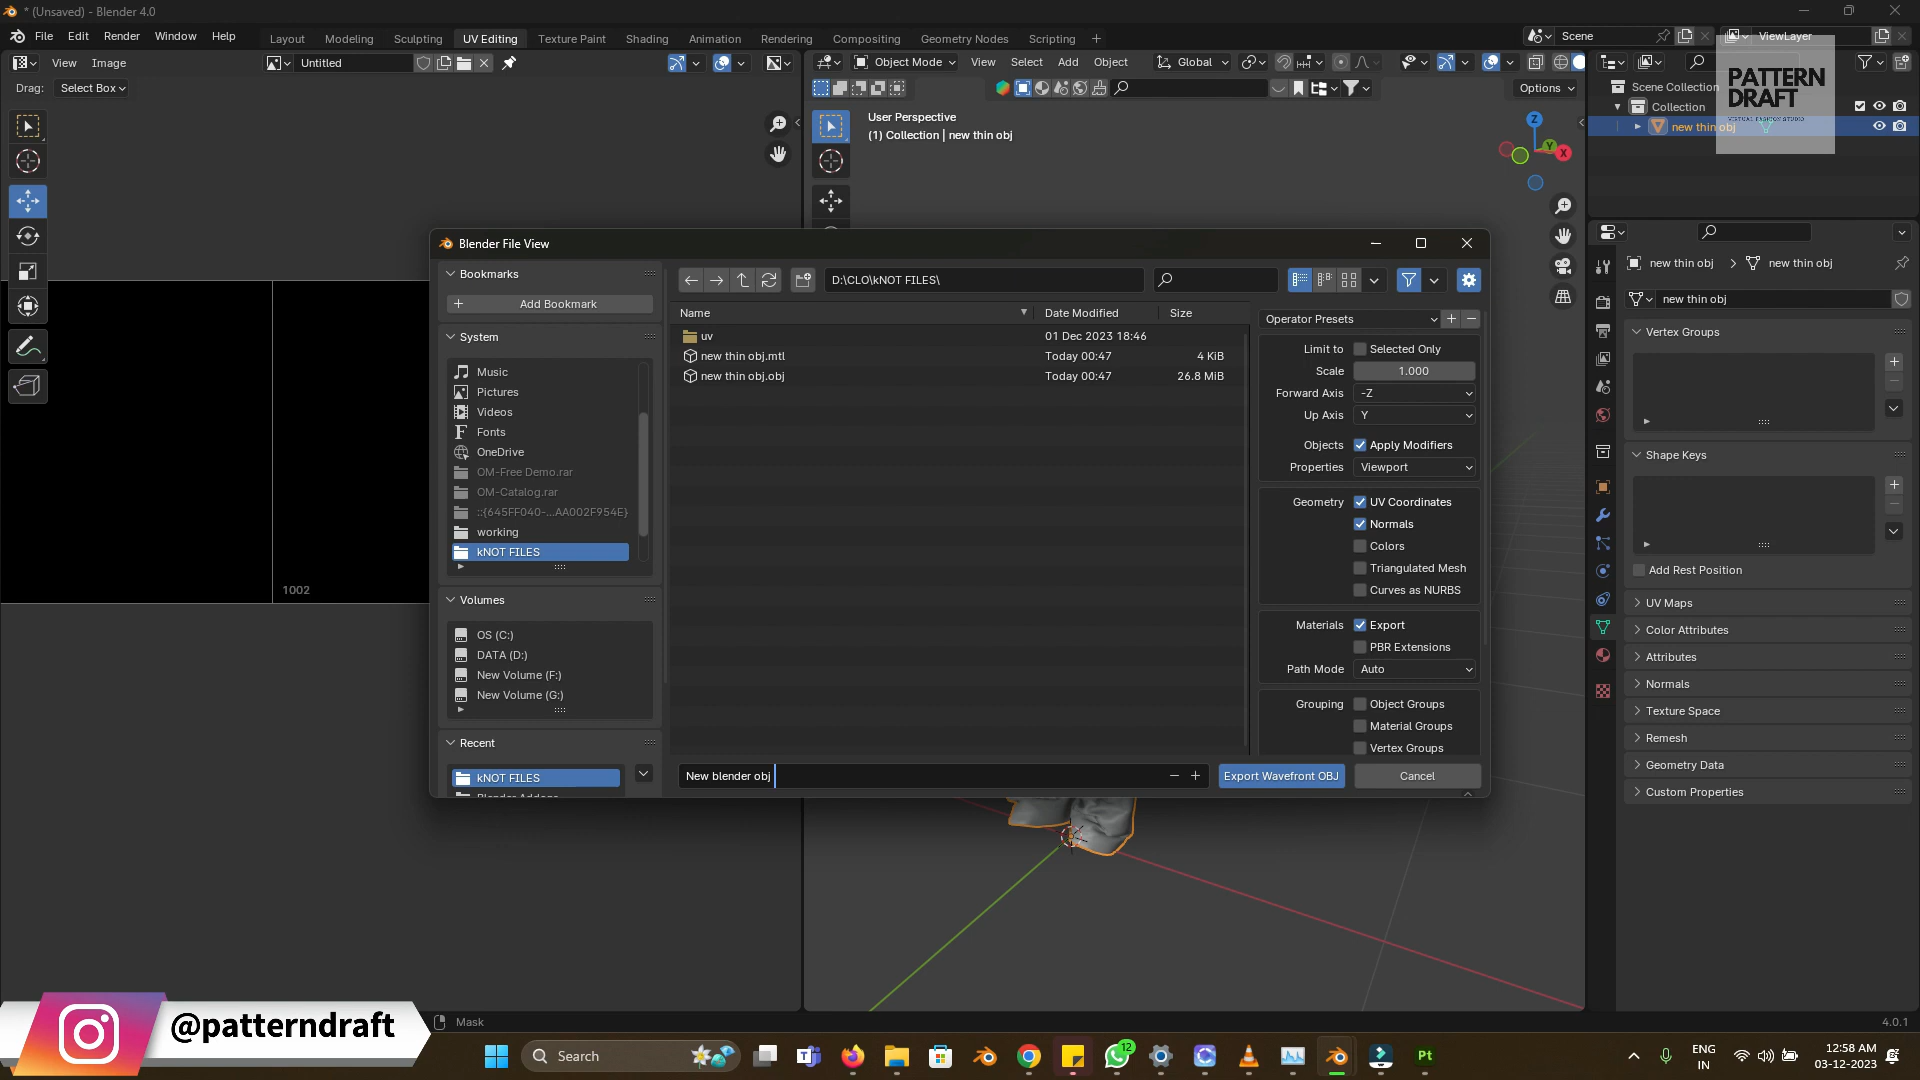 * (Unsaved) - Blender 4.0
File Edit Render Window Help
Layout Modeling Sculpting UV Editing Texture Paint Shading Animation Rendering Compositing Geometry Nodes Scripting +
Scene
ViewLayer
View Image
Untitled
Object Mode View Select Add Object
Global
Drag: Select Box
Options
User Perspective
(1) Collection | new thin obj
Z
Y
X
Scene Collection
Collection
new thin obj
PATTERN
DRAFT
VIRTUAL FASHION STUDIO
1002
Blender File View
Bookmarks
Add Bookmark
System
Music
Pictures
Videos
Fonts
OneDrive
OM-Free Demo.rar
OM-Catalog.rar
::{645FF040-...AA002F954E}
working
kNOT FILES
Volumes
OS (C:)
DATA (D:)
New Volume (F:)
New Volume (G:)
Recent
kNOT FILES
Blender Addons
D:\CLO\kNOT FILES\
Name Date Modified Size
uv 01 Dec 2023 18:46
new thin obj.mtl Today 00:47 4 KiB
new thin obj.obj Today 00:47 26.8 MiB
New blender obj
Export Wavefront OBJ
Cancel
Operator Presets
Limit to Selected Only
Scale 1.000
Forward Axis -Z
Up Axis Y
Objects Apply Modifiers
Properties Viewport
Geometry UV Coordinates
Normals
Colors
Triangulated Mesh
Curves as NURBS
Materials Export
PBR Extensions
Path Mode Auto
Grouping Object Groups
Material Groups
Vertex Groups
new thin obj > new thin obj
new thin obj
Vertex Groups
Shape Keys
Add Rest Position
UV Maps
Color Attributes
Attributes
Normals
Texture Space
Remesh
Geometry Data
Custom Properties
@patterndraft
Mask
4.0.1
Search
12
Pt
ENG
IN
12:58 AM
03-12-2023